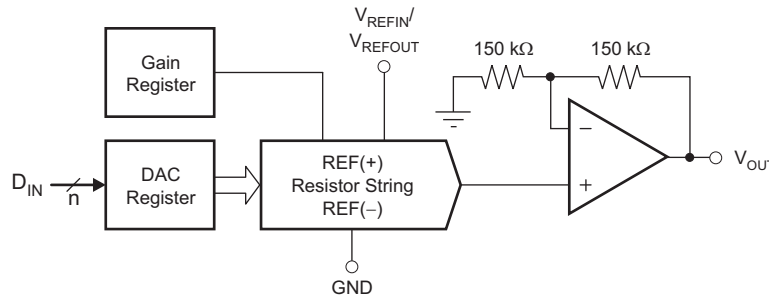 V_REFIN/
V_REFOUT
150 kΩ
150 kΩ
Gain
Register
DAC
Register
REF(+)
Resistor String
REF(−)
D_IN
n
−
+
V_OUT
GND